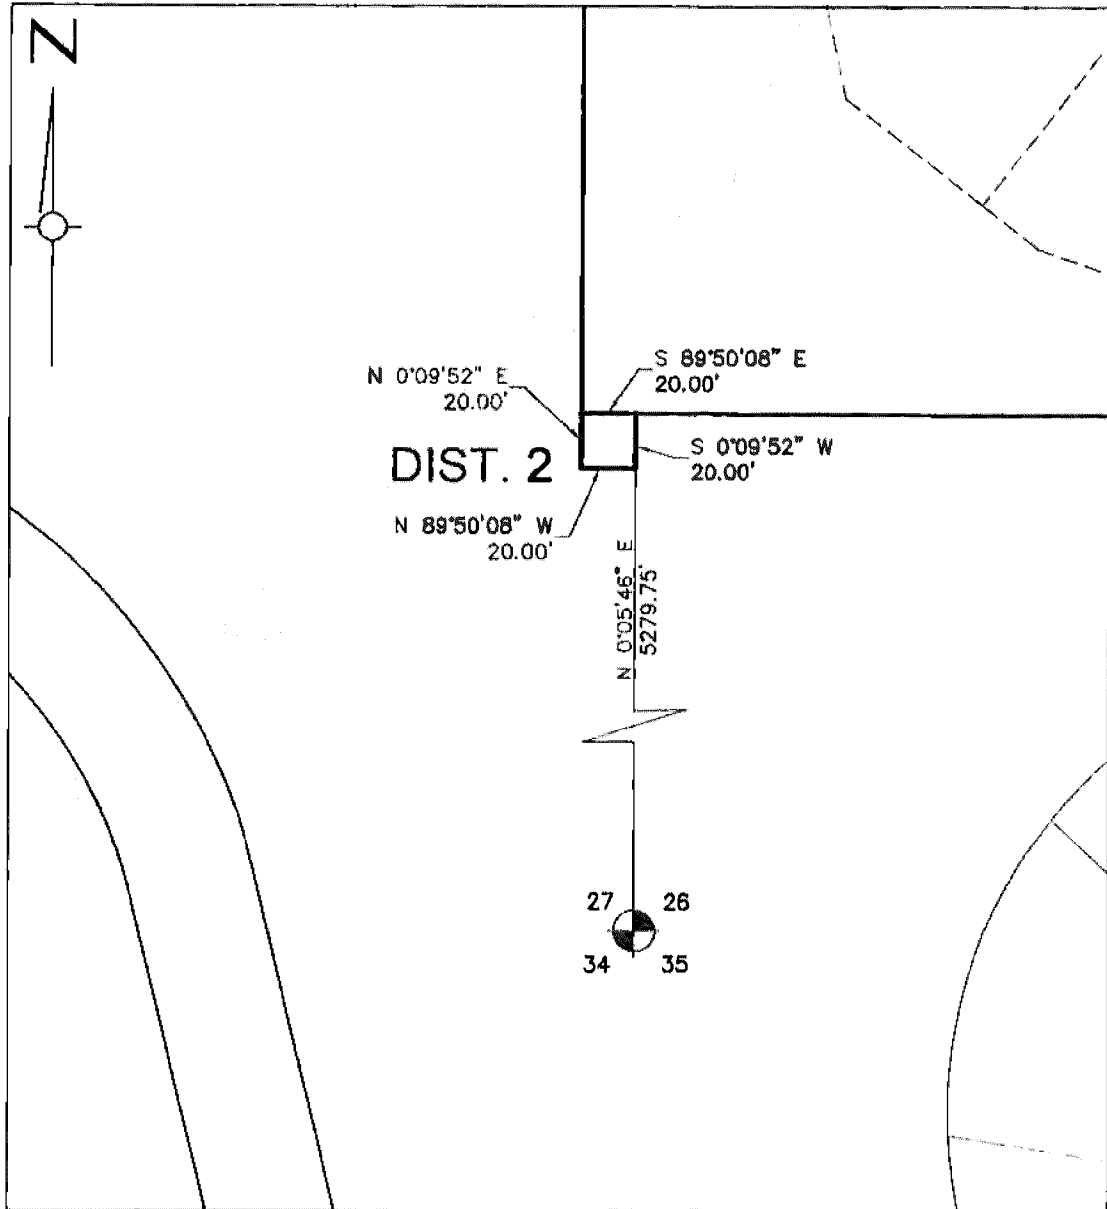 N
S 89°50'08" E
20.00'
N 0°09'52" E
20.00'
DIST. 2
S 0°09'52" W
20.00'
N 89°50'08" W
20.00'
N 0°05'46" E
5279.75'
27 26
34 35